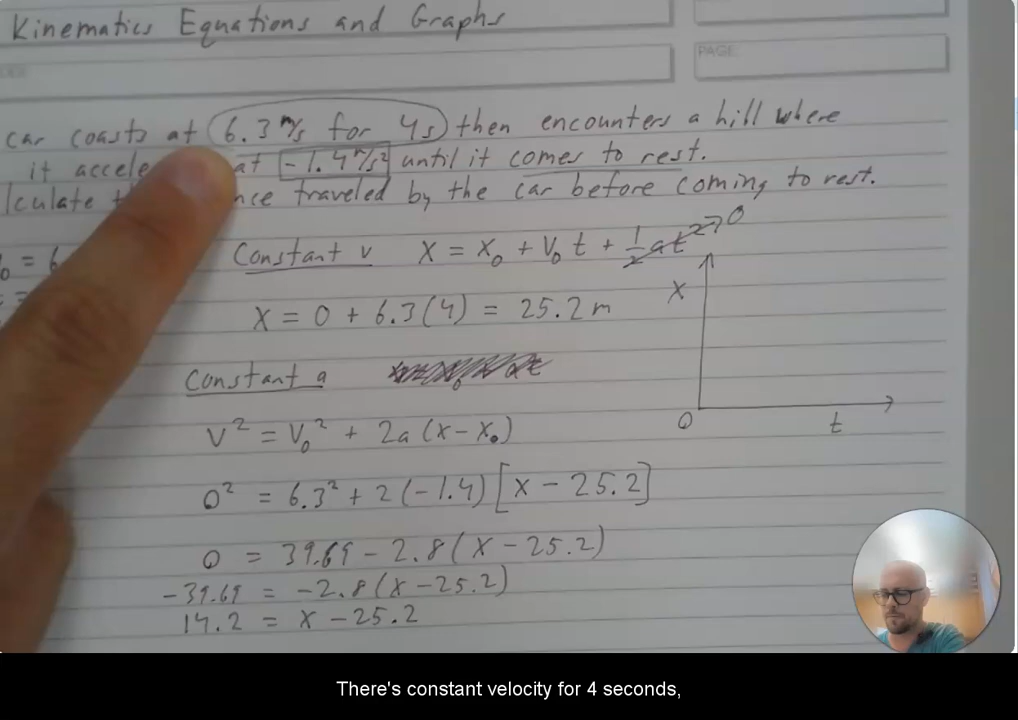 Kinematics Equations and Graphs
PAGE
car coasts at 6.3 m/s for 4s then encounters a hill where
it accele at -1.4 m/s² until it comes to rest.
lculate t nce traveled by the car before coming to rest.
Constant v X = X₀ + V₀ t + ½ at² → 0
X = 0 + 6.3(4) = 25.2 m
X
Constant a
V² = V₀² + 2a (x - x₀)
0 t
0² = 6.3² + 2(-1.4) [x - 25.2]
0 = 39.69 - 2.8 (x - 25.2)
-39.69 = -2.8 (x - 25.2)
14.2 = x - 25.2
There's constant velocity for 4 seconds,